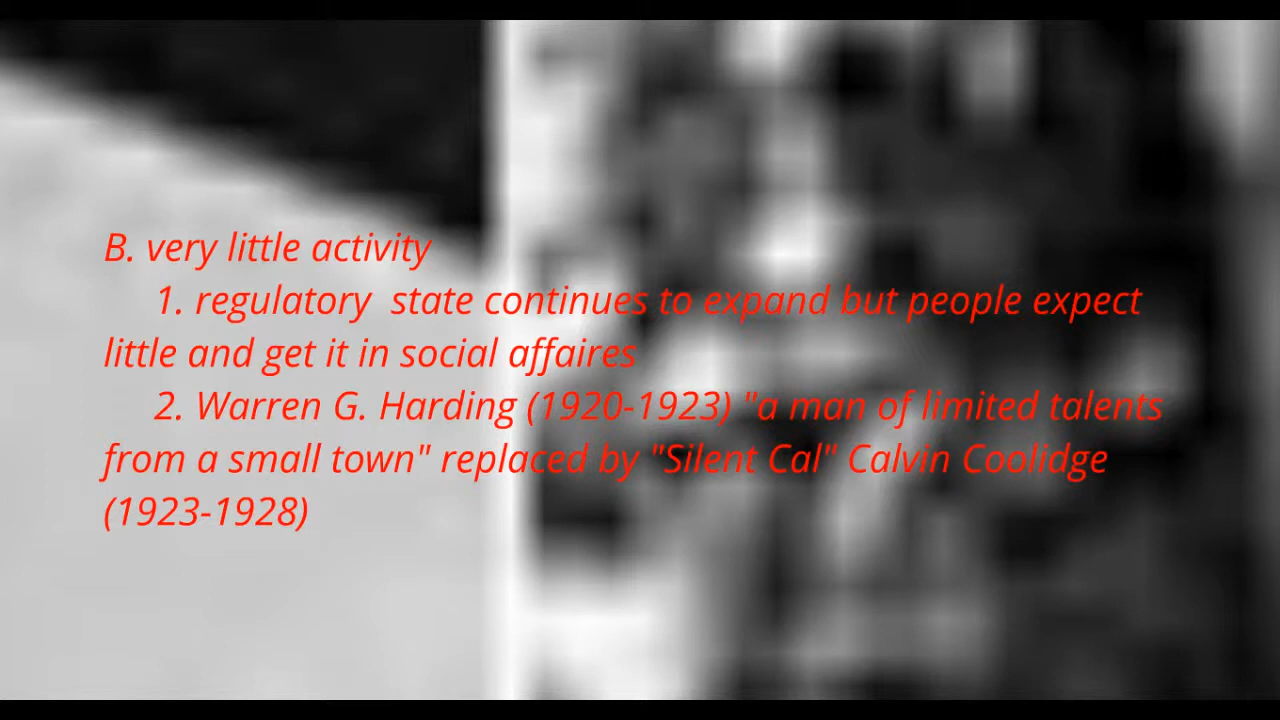 B. very little activity
1. regulatory  state continues to expand but people expect
little and get it in social affaires
2. Warren G. Harding (1920-1923) "a man of limited talents
from a small town" replaced by "Silent Cal" Calvin Coolidge
(1923-1928)